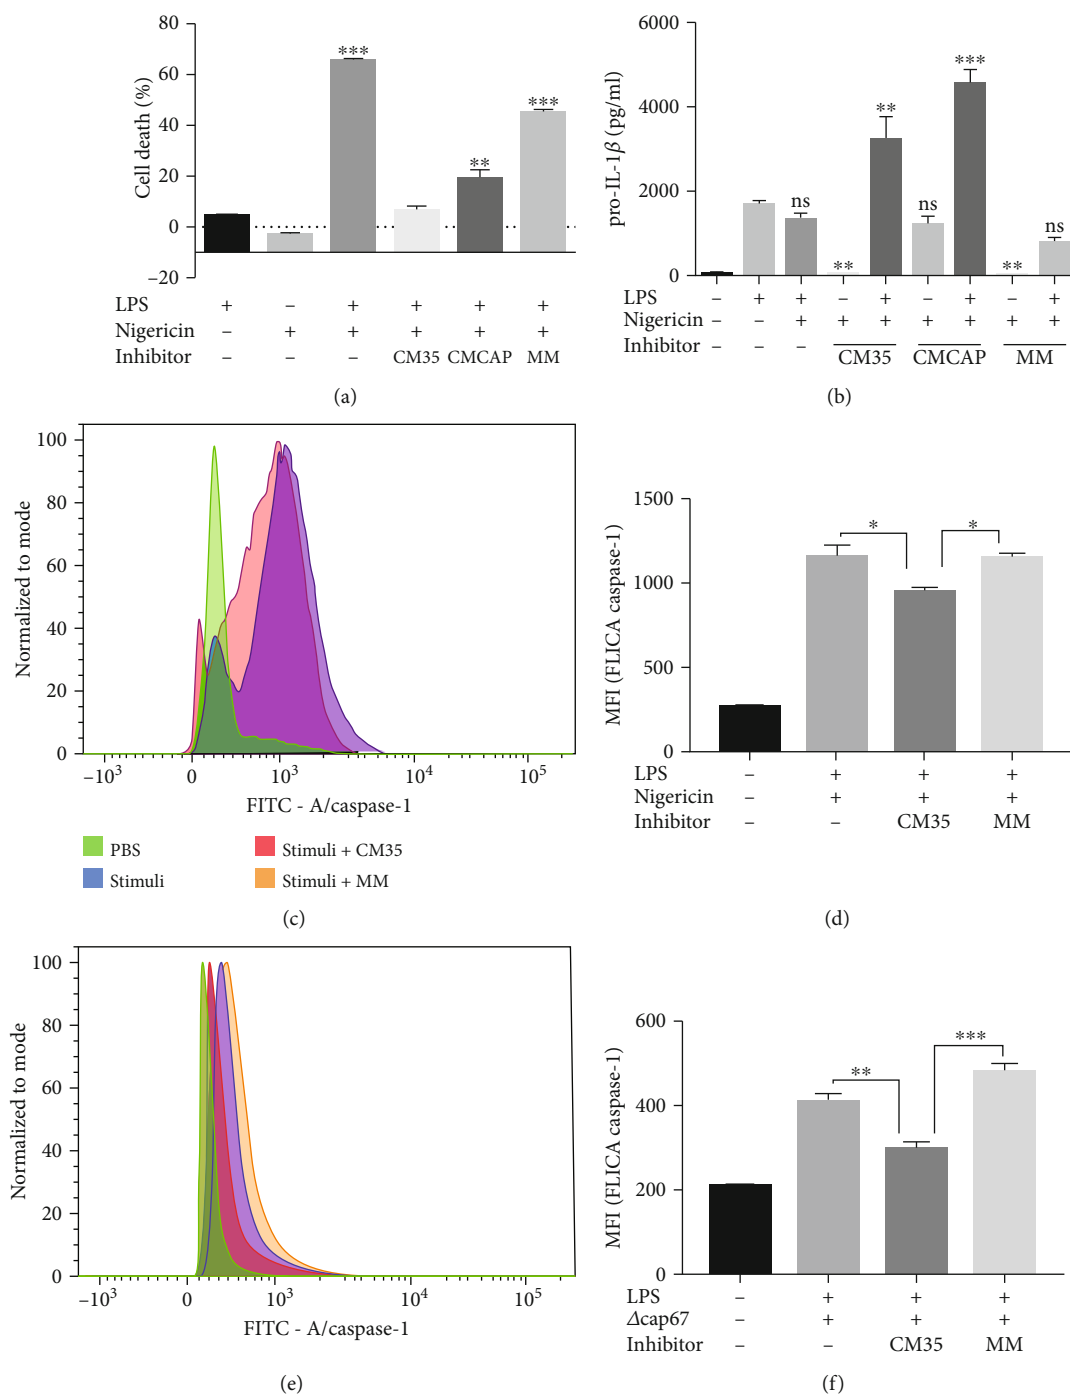 80
60
40
20
0
–20
Cell death (%)
*** ** ***
LPS + – + + + +
Nigericin – + + + + +
Inhibitor – – – CM35 CMCAP MM
(a)
6000
4000
2000
0
pro-IL-1β (pg/ml)
ns ** ** ns *** ** ns
LPS – + + – + – + – +
Nigericin – – + + + + + + +
Inhibitor – – – CM35 CMCAP MM
(b)
100
80
60
40
20
0
Normalized to mode
–10³ 0 10³ 10⁴ 10⁵
FITC - A/caspase-1
PBS Stimuli + CM35
Stimuli Stimuli + MM
(c)
1500
1000
500
0
MFI (FLICA caspase-1)
* *
LPS – + + +
Nigericin – + + +
Inhibitor – – CM35 MM
(d)
100
80
60
40
20
0
Normalized to mode
–10³ 0 10³ 10⁴ 10⁵
FITC - A/caspase-1
(e)
600
400
200
0
MFI (FLICA caspase-1)
** ***
LPS – + + +
Δcap67 – + + +
Inhibitor – – CM35 MM
(f)